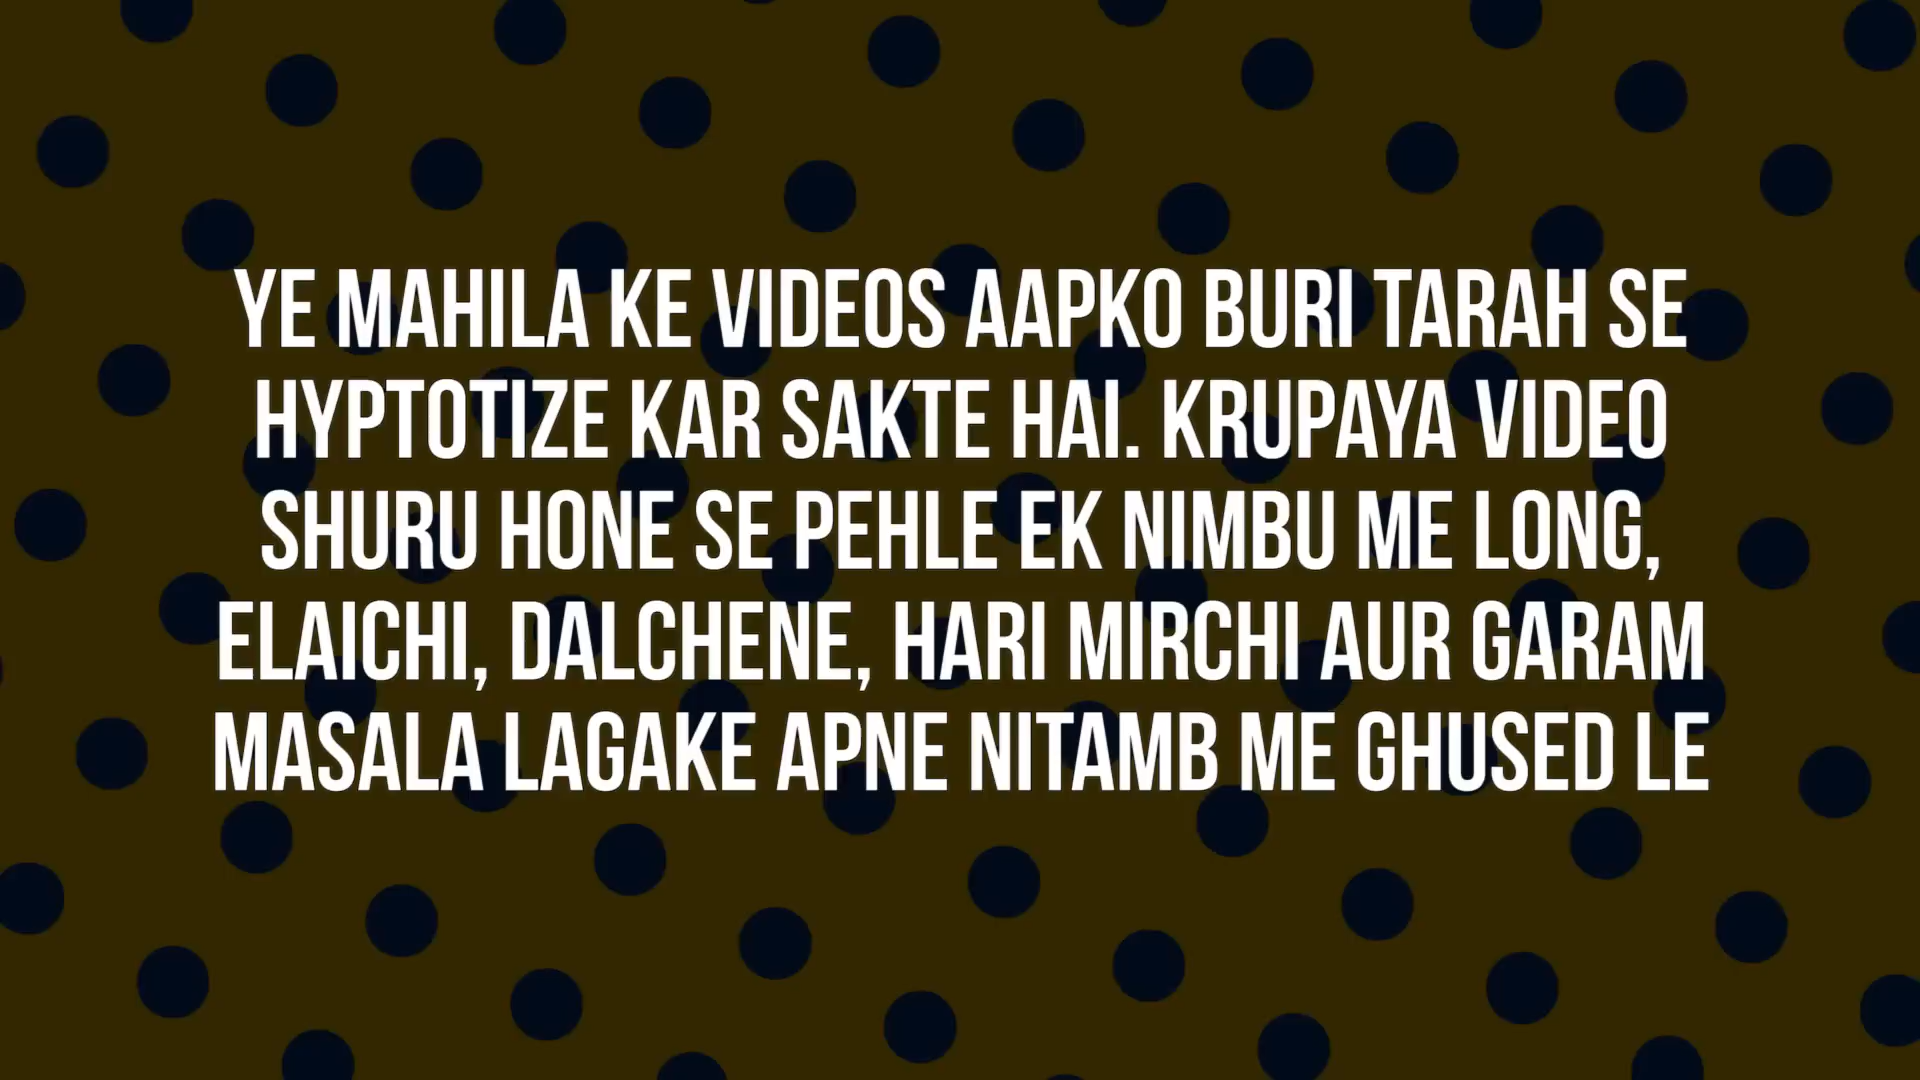 YE MAHILA KE VIDEOS AAPKO BURI TARAH SE
HYPTOTIZE KAR SAKTE HAI. KRUPAYA VIDEO
SHURU HONE SE PEHLE EK NIMBU ME LONG,
ELAICHI, DALCHENE, HARI MIRCHI AUR GARAM
MASALA LAGAKE APNE NITAMB ME GHUSED LE